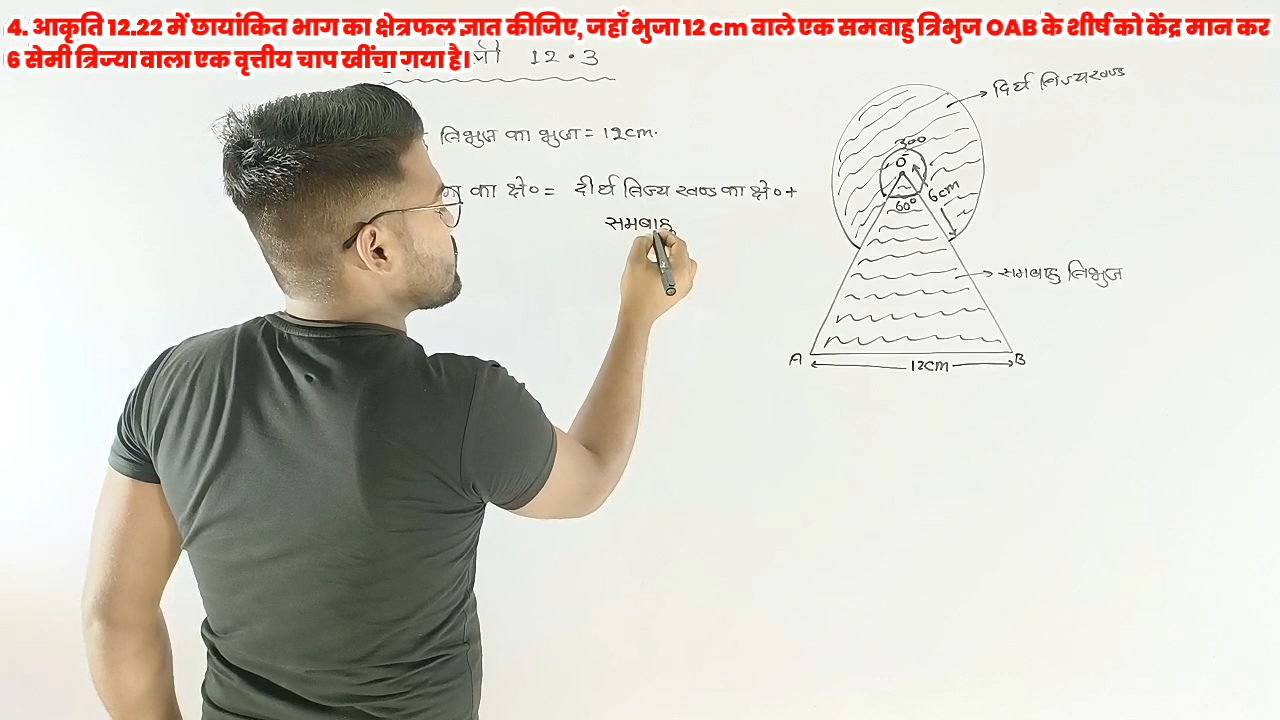 4. आकृति 12.22 में छायांकित भाग का क्षेत्रफल ज्ञात कीजिए, जहाँ भुजा 12 cm वाले एक समबाहु त्रिभुज OAB के शीर्ष को केंद्र मान कर
6 सेमी त्रिज्या वाला एक वृत्तीय चाप खींचा गया है।
12.3
त्रिभुज का भुजा = 12cm.
का क्षे० = दीर्घ त्रिज्य खण्ड का क्षे० +
समबाहु
दिर्घ त्रिज्यखण्ड
300
O
60°
6cm
समबाहु त्रिभुज
A
12cm
B